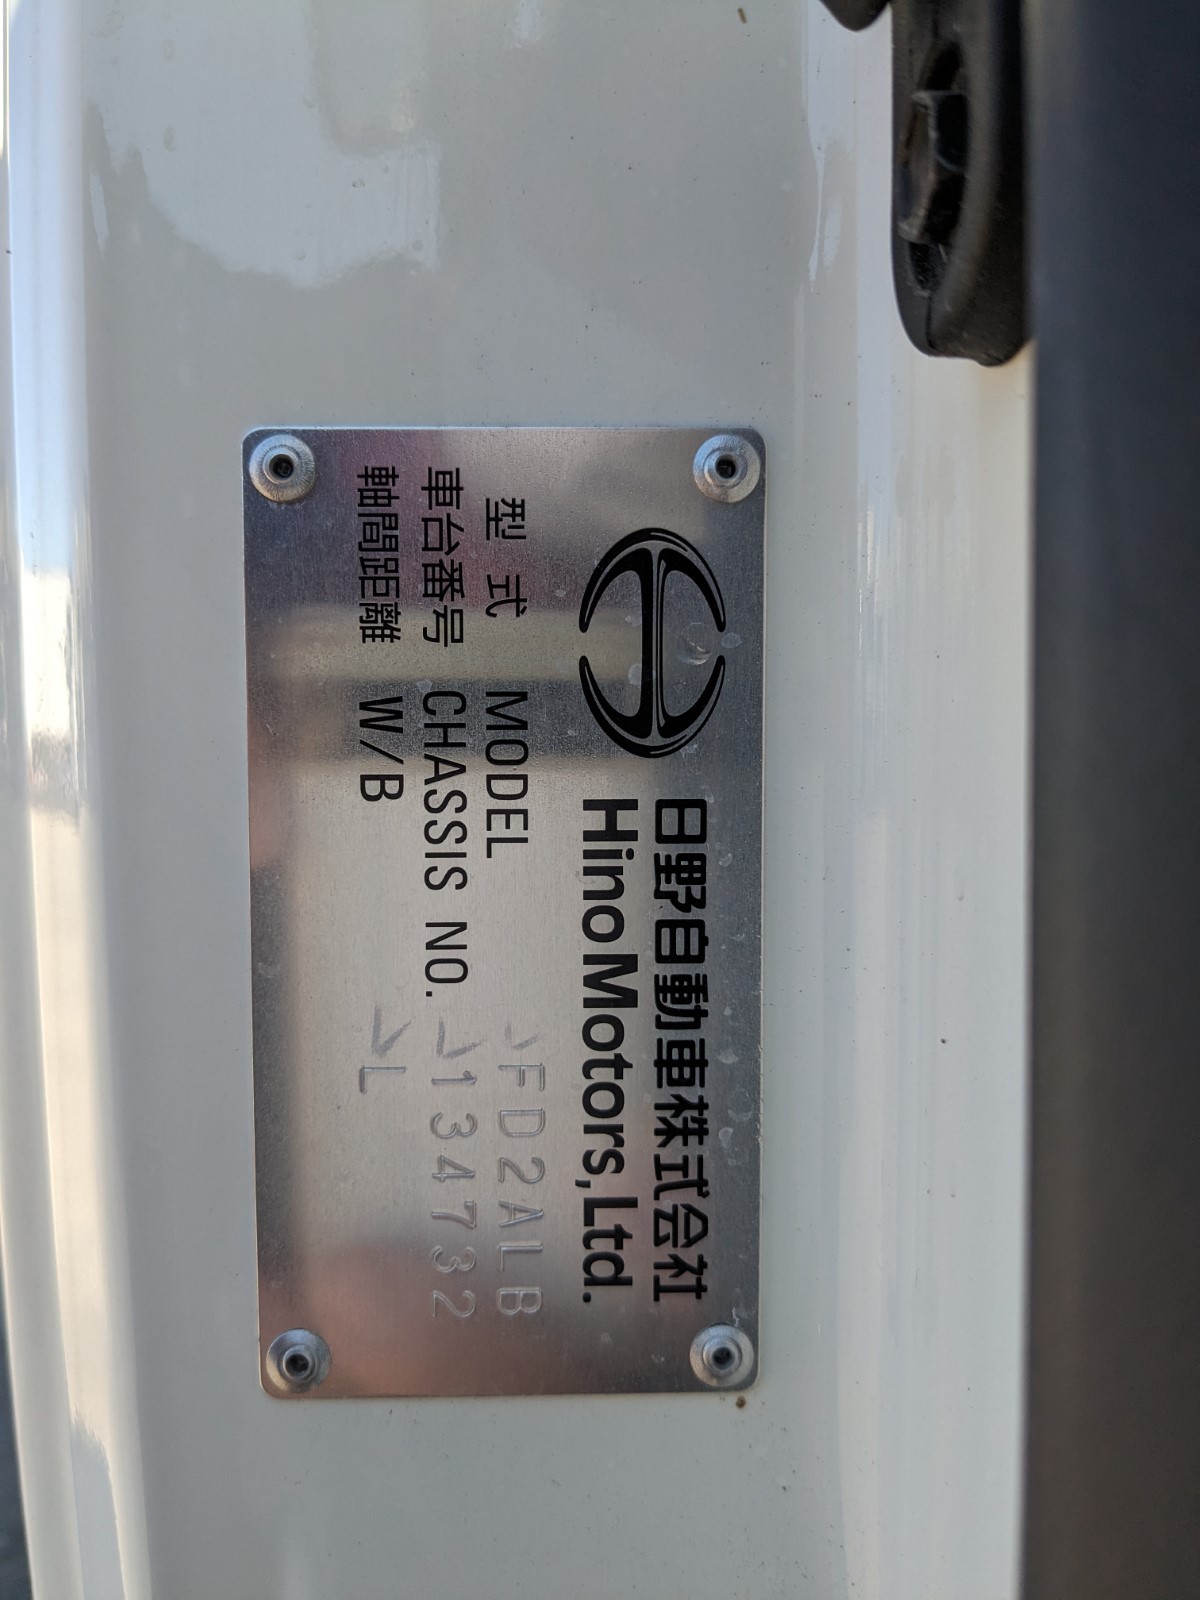 日野自動車株式会社
Hino Motors, Ltd.
型式 MODEL FD2ALB
車台番号 CHASSIS NO. 134732
軸間距離 W/B L